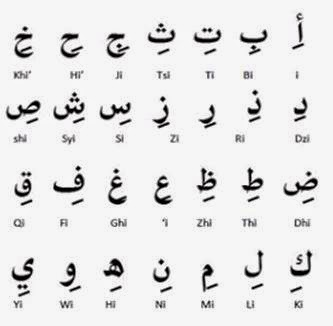 أِ بِ تِ ثِ جِ حِ خِ
Khi' Hi' Ji Tsi Ti Bi i
دِ ذِ رِ زِ سِ شِ صِ
shi Syi Si Zi Ri Dzi
ضِ طِ ظِ عِ غِ فِ قِ
Qi Fi Ghi 'i Zhi Thi Dhi
كِ لِ مِ نِ هِ وِ يِ
Yi Wi Hi Ni Mi Li Ki